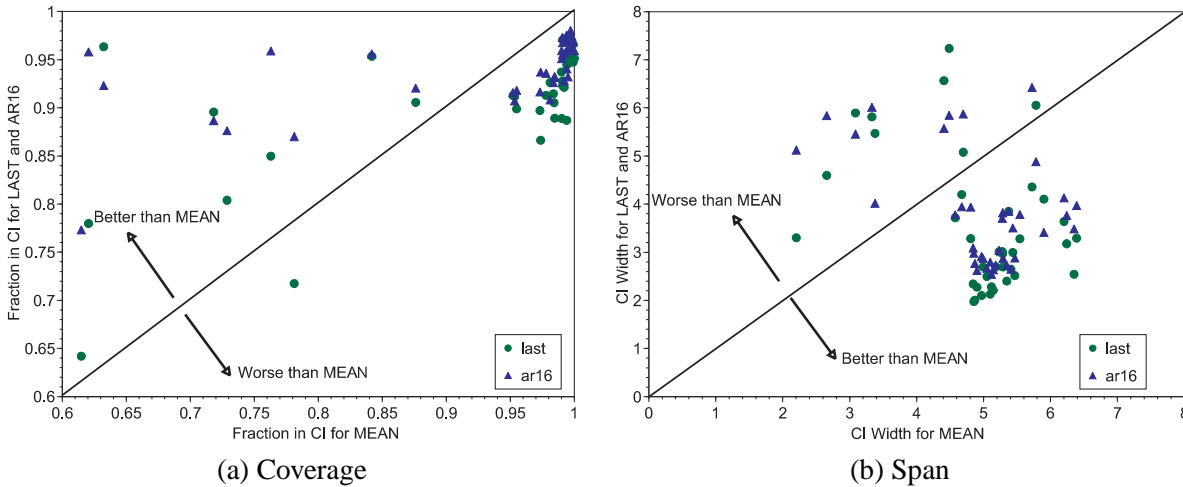 1
0.95
0.9
0.85
0.8
0.75
0.7
0.65
0.6
Fraction in CI for LAST and AR16
Better than MEAN
Worse than MEAN
last
ar16
0.6
0.65
0.7
0.75
0.8
0.85
0.9
0.95
1
Fraction in CI for MEAN
(a) Coverage
8
7
6
5
4
3
2
1
0
CI Width for LAST and AR16
Worse than MEAN
Better than MEAN
last
ar16
0
1
2
3
4
5
6
7
8
CI Width for MEAN
(b) Span